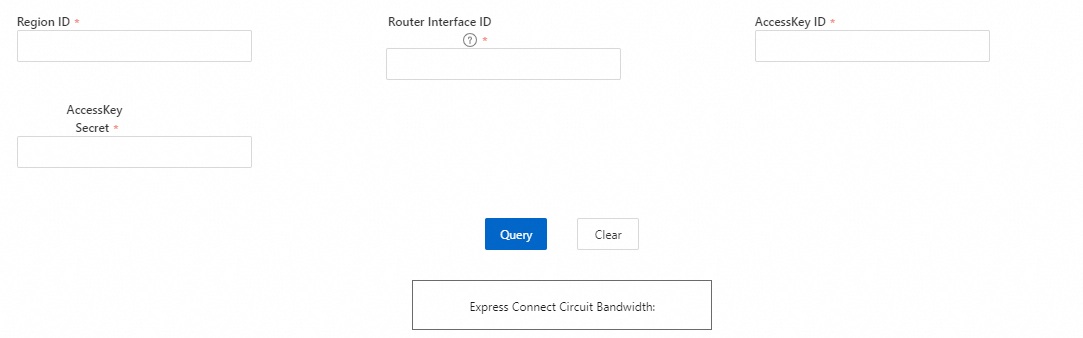 Region ID *
Router Interface ID
? *
AccessKey ID *
AccessKey
Secret *
Query
Clear
Express Connect Circuit Bandwidth: